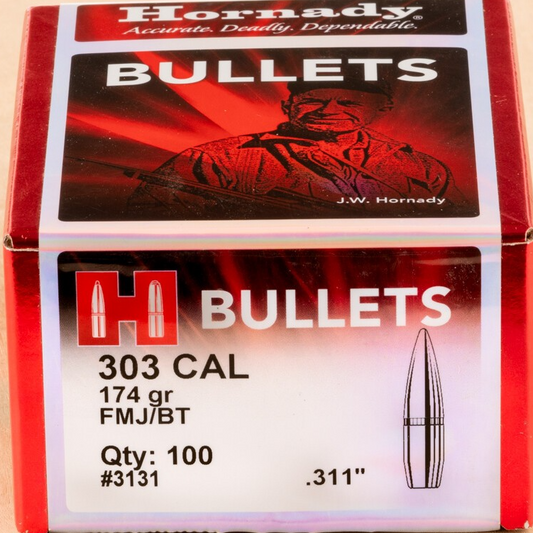 Hornady®
Accurate. Deadly. Dependable.
BULLETS
J.W. Hornady
H BULLETS
303 CAL
174 gr
FMJ/BT
Qty: 100
#3131
.311"